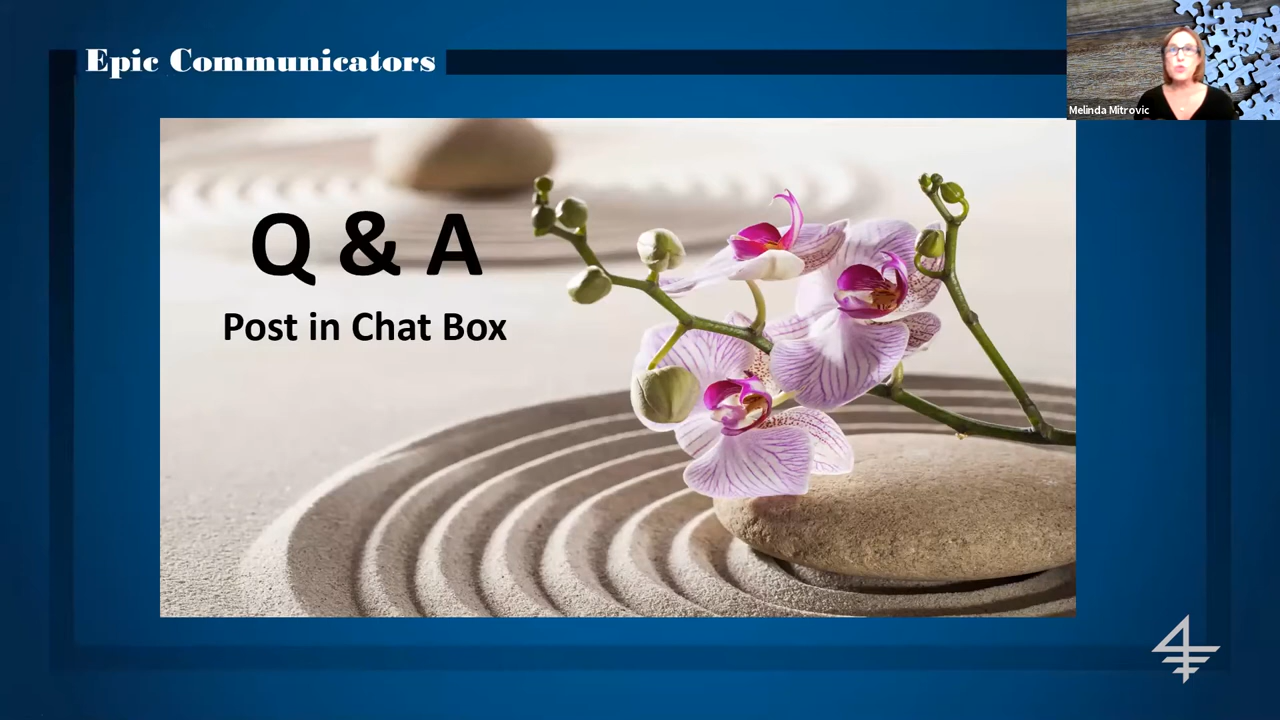 Epic Communicators
Melinda Mitrovic
Q & A
Post in Chat Box